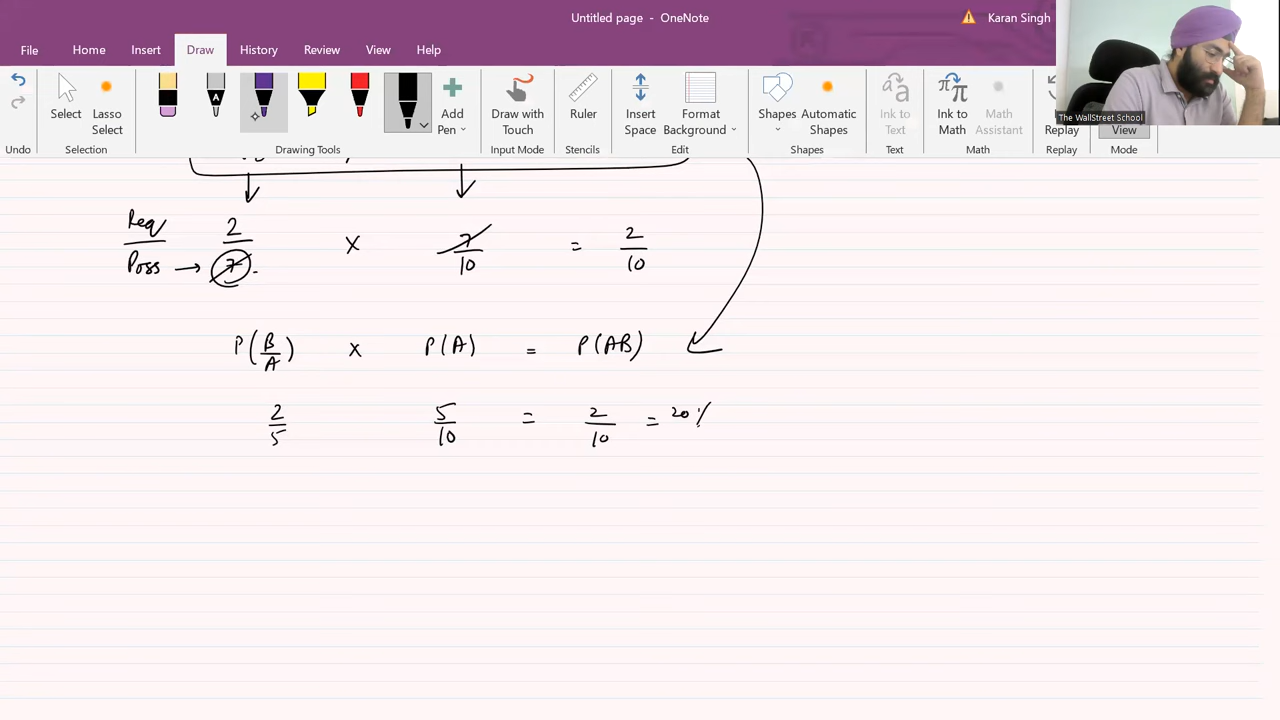 Untitled page - OneNote
Karan Singh
File Home Insert Draw History Review View Help
Select
Lasso Select
Add Pen
Draw with Touch
Ruler
Insert Space
Format Background
Shapes
Automatic Shapes
Ink to Text
Ink to Math
Math Assistant
Replay
View
The WallStreet School
Undo Selection Drawing Tools Input Mode Stencils Edit Shapes Text Math Replay Mode
Req 2 7 2
Poss → 7 × 10 = 10
P(B/A) × P(A) = P(AB)
2/5 5/10 = 2/10 = 20%